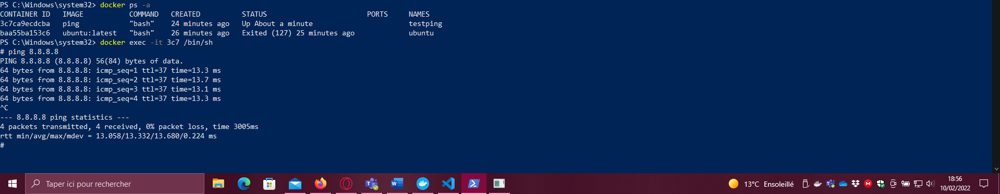 PS C:\Windows\system32> docker ps -a
CONTAINER ID   IMAGE           COMMAND   CREATED          STATUS                        PORTS     NAMES
3c7ca9ecdcba   ping            "bash"    24 minutes ago   Up About a minute                       testping
baa55ba153c6   ubuntu:latest   "bash"    26 minutes ago   Exited (127) 25 minutes ago             ubuntu
PS C:\Windows\system32> docker exec -it 3c7 /bin/sh
# ping 8.8.8.8
PING 8.8.8.8 (8.8.8.8) 56(84) bytes of data.
64 bytes from 8.8.8.8: icmp_seq=1 ttl=37 time=13.3 ms
64 bytes from 8.8.8.8: icmp_seq=2 ttl=37 time=13.7 ms
64 bytes from 8.8.8.8: icmp_seq=3 ttl=37 time=13.1 ms
64 bytes from 8.8.8.8: icmp_seq=4 ttl=37 time=13.3 ms
^C
--- 8.8.8.8 ping statistics ---
4 packets transmitted, 4 received, 0% packet loss, time 3005ms
rtt min/avg/max/mdev = 13.058/13.332/13.680/0.224 ms
#
Taper ici pour rechercher
13°C Ensoleillé
18:56
10/02/2022